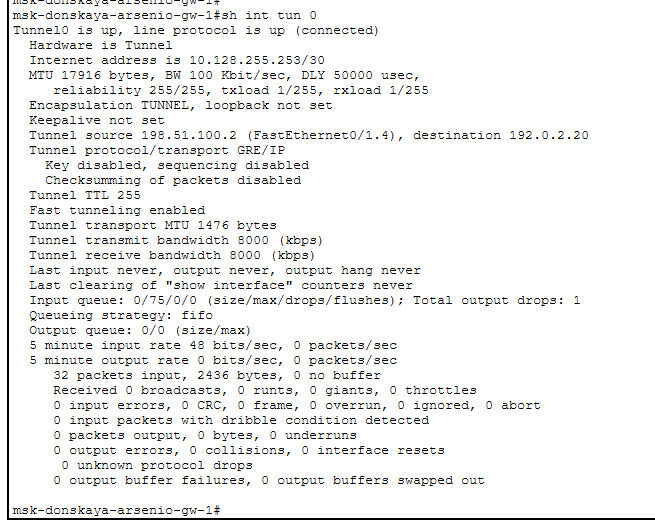 msk-donskaya-arsenio-gw-1#
msk-donskaya-arsenio-gw-1#sh int tun 0
Tunnel0 is up, line protocol is up (connected)
  Hardware is Tunnel
  Internet address is 10.128.255.253/30
  MTU 17916 bytes, BW 100 Kbit/sec, DLY 50000 usec,
     reliability 255/255, txload 1/255, rxload 1/255
  Encapsulation TUNNEL, loopback not set
  Keepalive not set
  Tunnel source 198.51.100.2 (FastEthernet0/1.4), destination 192.0.2.20
  Tunnel protocol/transport GRE/IP
    Key disabled, sequencing disabled
    Checksumming of packets disabled
  Tunnel TTL 255
  Fast tunneling enabled
  Tunnel transport MTU 1476 bytes
  Tunnel transmit bandwidth 8000 (kbps)
  Tunnel receive bandwidth 8000 (kbps)
  Last input never, output never, output hang never
  Last clearing of "show interface" counters never
  Input queue: 0/75/0/0 (size/max/drops/flushes); Total output drops: 1
  Queueing strategy: fifo
  Output queue: 0/0 (size/max)
  5 minute input rate 48 bits/sec, 0 packets/sec
  5 minute output rate 0 bits/sec, 0 packets/sec
     32 packets input, 2436 bytes, 0 no buffer
     Received 0 broadcasts, 0 runts, 0 giants, 0 throttles
     0 input errors, 0 CRC, 0 frame, 0 overrun, 0 ignored, 0 abort
     0 input packets with dribble condition detected
     0 packets output, 0 bytes, 0 underruns
     0 output errors, 0 collisions, 0 interface resets
      0 unknown protocol drops
     0 output buffer failures, 0 output buffers swapped out
msk-donskaya-arsenio-gw-1#